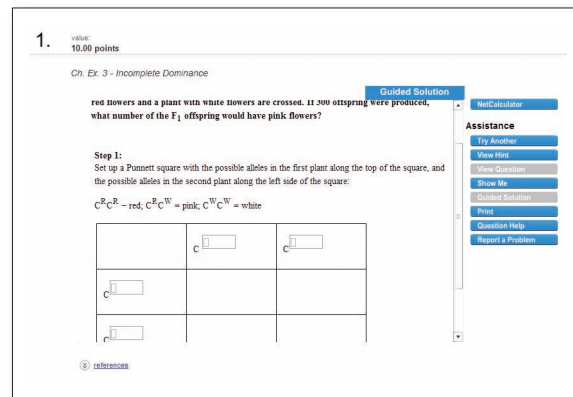 1.
value:
10.00 points
Ch. Ex. 3 - Incomplete Dominance
Guided Solution
red flowers and a plant with white flowers are crossed. If 300 offspring were produced,
what number of the F1 offspring would have pink flowers?
Step 1:
Set up a Punnett square with the possible alleles in the first plant along the top of the square, and
the possible alleles in the second plant along the left side of the square:
C^RC^R – red; C^RC^W = pink; C^WC^W = white
C C
C
C
NetCalculator
Assistance
Try Another
View Hint
View Question
Show Me
Guided Solution
Print
Question Help
Report a Problem
references